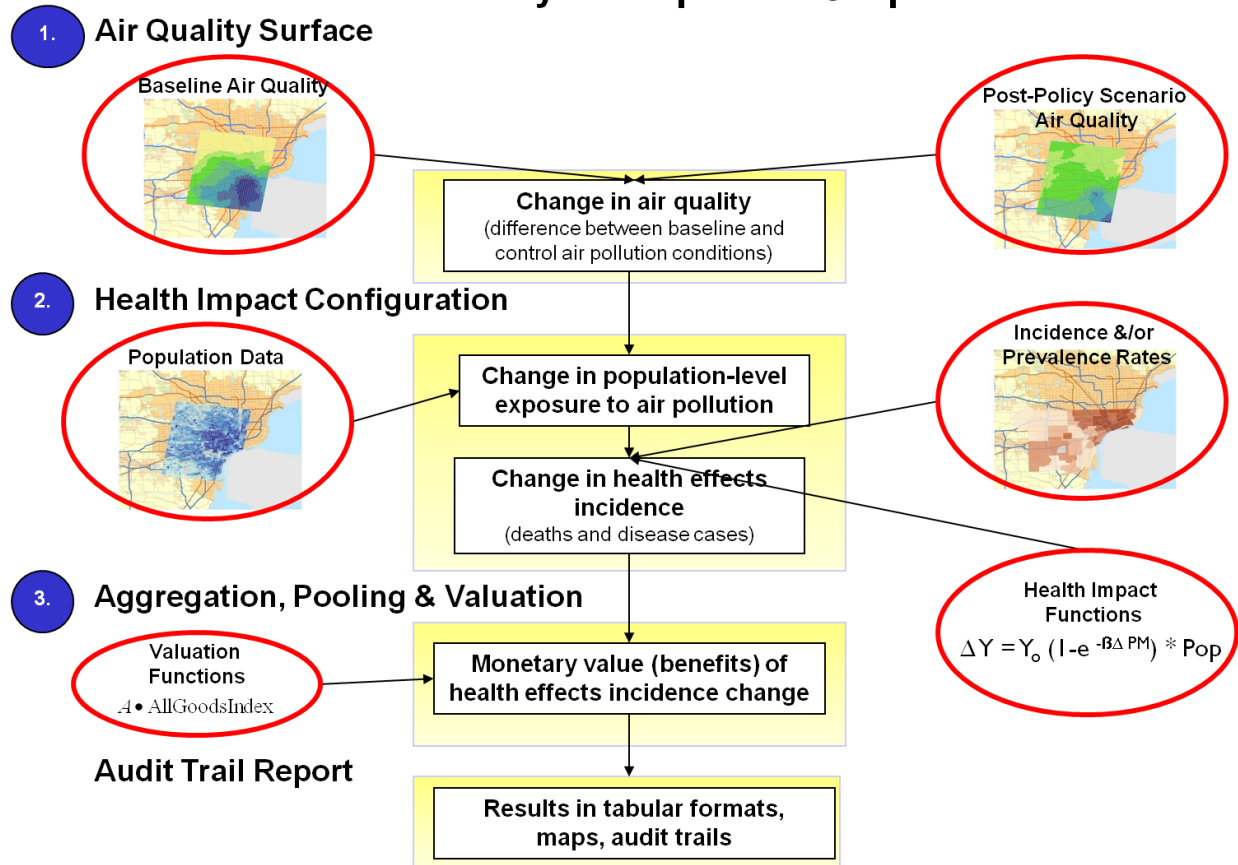 1.
Air Quality Surface
Baseline Air Quality
Post-Policy Scenario
Air Quality
Change in air quality
(difference between baseline and
control air pollution conditions)
2.
Health Impact Configuration
Population Data
Incidence &/or
Prevalence Rates
Change in population-level
exposure to air pollution
Change in health effects
incidence
(deaths and disease cases)
Health Impact
Functions
ΔY = Yₒ (1-e ^-ßΔ PM) * Pop
3.
Aggregation, Pooling & Valuation
Valuation
Functions
A • AllGoodsIndex
Monetary value (benefits) of
health effects incidence change
Audit Trail Report
Results in tabular formats,
maps, audit trails